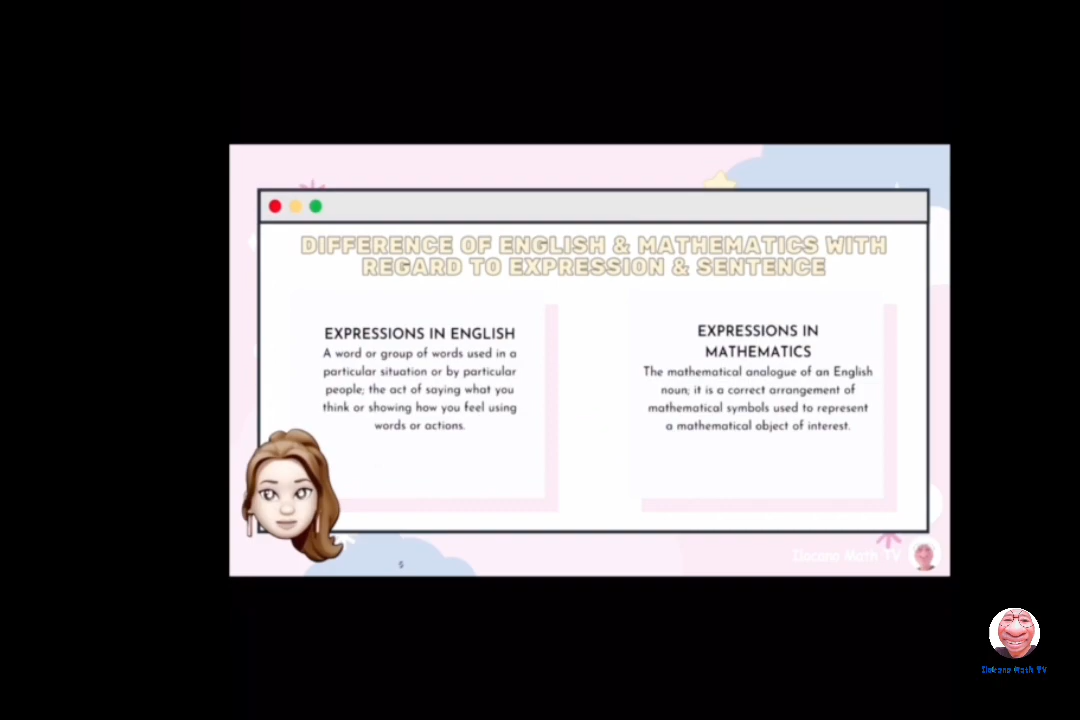 DIFFERENCE OF ENGLISH & MATHEMATICS WITH
REGARD TO EXPRESSION & SENTENCE
EXPRESSIONS IN ENGLISH
A word or group of words used in a
particular situation or by particular
people; the act of saying what you
think or showing how you feel using
words or actions.
EXPRESSIONS IN
MATHEMATICS
The mathematical analogue of an English
noun; it is a correct arrangement of
mathematical symbols used to represent
a mathematical object of interest.
5
Ilocano Math TV
Ilocano Math TV